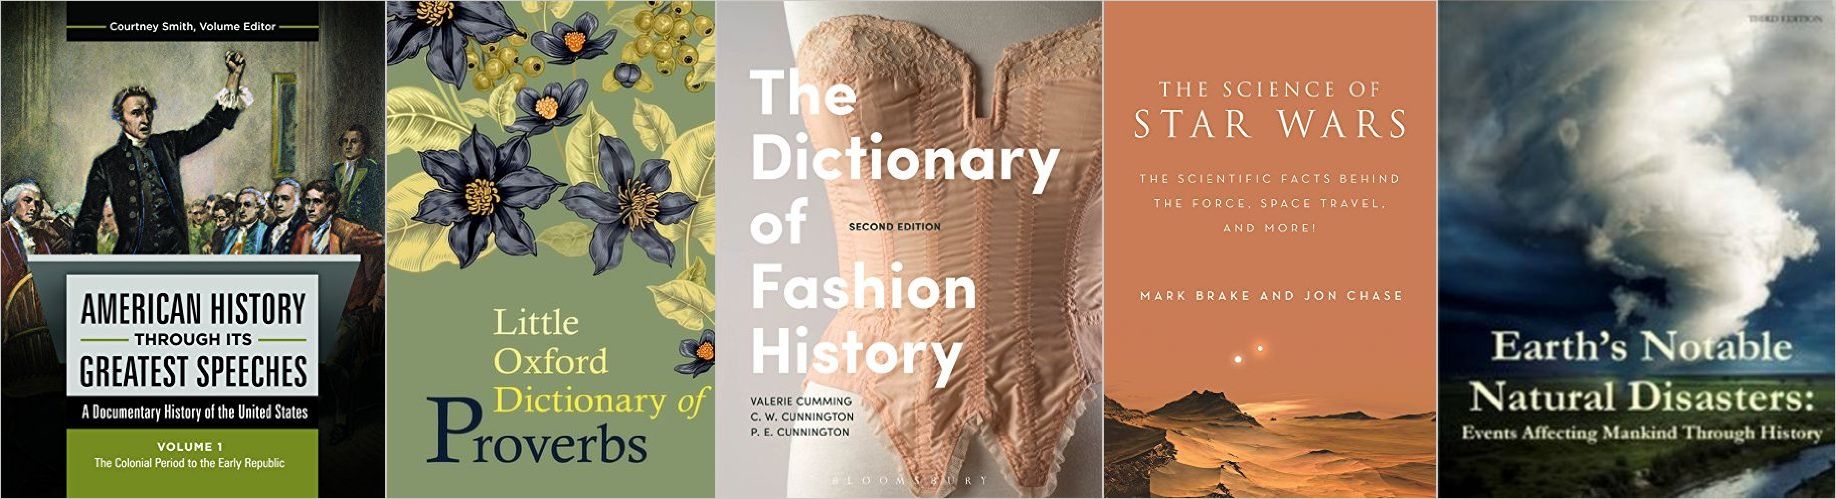 Courtney Smith, Volume Editor
AMERICAN HISTORY
THROUGH ITS
GREATEST SPEECHES
A Documentary History of the United States
VOLUME 1
The Colonial Period to the Early Republic
Little
Oxford
Dictionary of
Proverbs
The
Dictionary
of
SECOND EDITION
Fashion
History
VALERIE CUMMING
C. W. CUNNINGTON
P. E. CUNNINGTON
BLOOMSBURY
THE SCIENCE OF
STAR WARS
THE SCIENTIFIC FACTS BEHIND
THE FORCE, SPACE TRAVEL,
AND MORE!
MARK BRAKE AND JON CHASE
THIRD EDITION
Earth's Notable
Natural Disasters:
Events Affecting Mankind Through History